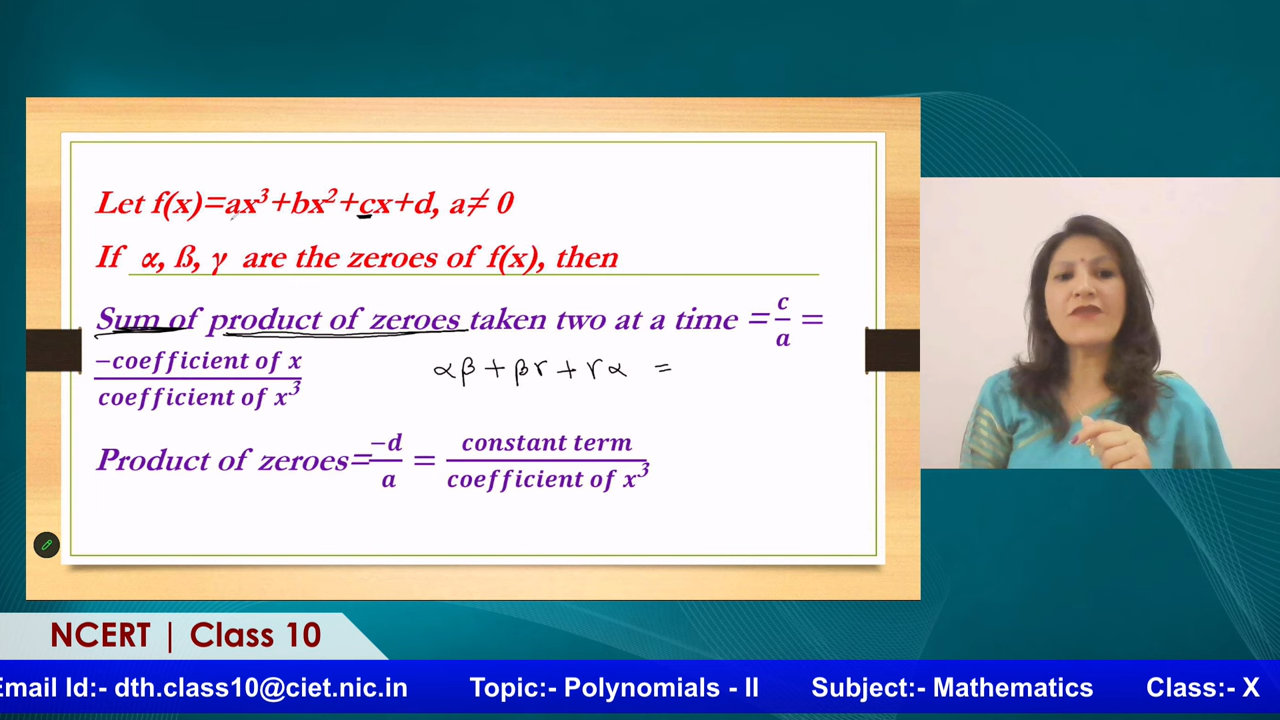 Let f(x)=ax³+bx²+cx+d, a≠ 0
If α, ß, γ are the zeroes of f(x), then
Sum of product of zeroes taken two at a time = c/a =
−coefficient of x / coefficient of x³
αβ + βγ + γα =
Product of zeroes= −d/a = constant term / coefficient of x³
NCERT | Class 10
Email Id:- dth.class10@ciet.nic.in Topic:- Polynomials - II Subject:- Mathematics Class:- X